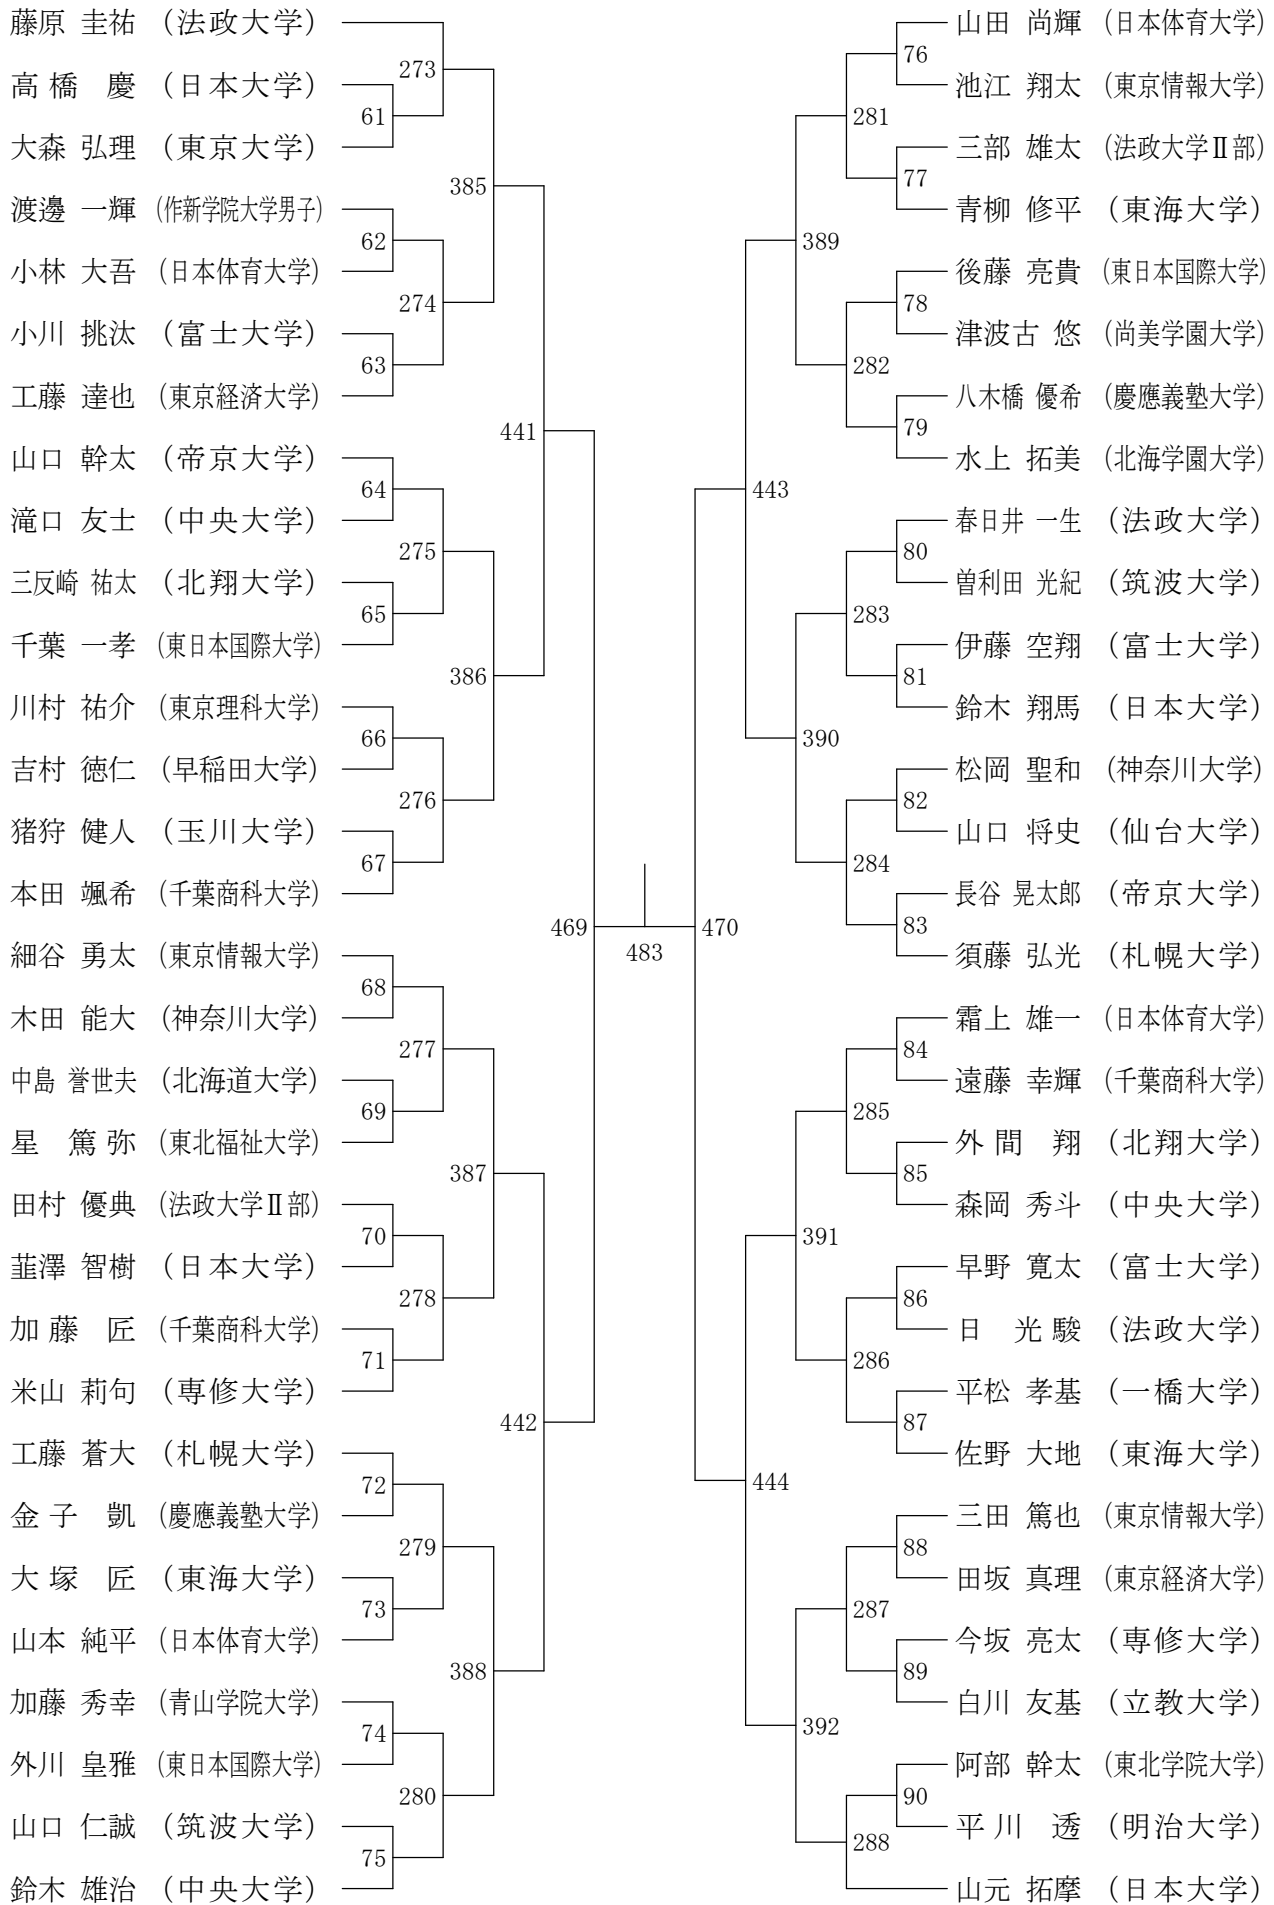 藤原 圭祐 (法政大学)
273
高橋 慶 (日本大学)
61
大森 弘理 (東京大学)
385
渡邊 一輝 (作新学院大学男子)
62
小林 大吾 (日本体育大学)
274
小川 挑汰 (富士大学)
63
工藤 達也 (東京経済大学)
441
山口 幹太 (帝京大学)
64
滝口 友士 (中央大学)
275
三反崎 祐太 (北翔大学)
65
千葉 一孝 (東日本国際大学)
386
川村 祐介 (東京理科大学)
66
吉村 徳仁 (早稲田大学)
276
猪狩 健人 (玉川大学)
67
本田 颯希 (千葉商科大学)
469
細谷 勇太 (東京情報大学)
68
木田 能大 (神奈川大学)
277
中島 誉世夫 (北海道大学)
69
星 篤弥 (東北福祉大学)
387
田村 優典 (法政大学Ⅱ部)
70
韮澤 智樹 (日本大学)
278
加藤 匠 (千葉商科大学)
71
米山 莉句 (専修大学)
442
工藤 蒼大 (札幌大学)
72
金子 凱 (慶應義塾大学)
279
大塚 匠 (東海大学)
73
山本 純平 (日本体育大学)
388
加藤 秀幸 (青山学院大学)
74
外川 皇雅 (東日本国際大学)
280
山口 仁誠 (筑波大学)
75
鈴木 雄治 (中央大学)
483
山田 尚輝 (日本体育大学)
76
池江 翔太 (東京情報大学)
281
三部 雄太 (法政大学Ⅱ部)
77
青柳 修平 (東海大学)
389
後藤 亮貴 (東日本国際大学)
78
津波古 悠 (尚美学園大学)
282
八木橋 優希 (慶應義塾大学)
79
水上 拓美 (北海学園大学)
443
春日井 一生 (法政大学)
80
曽利田 光紀 (筑波大学)
283
伊藤 空翔 (富士大学)
81
鈴木 翔馬 (日本大学)
390
松岡 聖和 (神奈川大学)
82
山口 将史 (仙台大学)
284
長谷 晃太郎 (帝京大学)
83
須藤 弘光 (札幌大学)
470
霜上 雄一 (日本体育大学)
84
遠藤 幸輝 (千葉商科大学)
285
外間 翔 (北翔大学)
85
森岡 秀斗 (中央大学)
391
早野 寛太 (富士大学)
86
日 光駿 (法政大学)
286
平松 孝基 (一橋大学)
87
佐野 大地 (東海大学)
444
三田 篤也 (東京情報大学)
88
田坂 真理 (東京経済大学)
287
今坂 亮太 (専修大学)
89
白川 友基 (立教大学)
392
阿部 幹太 (東北学院大学)
90
平川 透 (明治大学)
288
山元 拓摩 (日本大学)